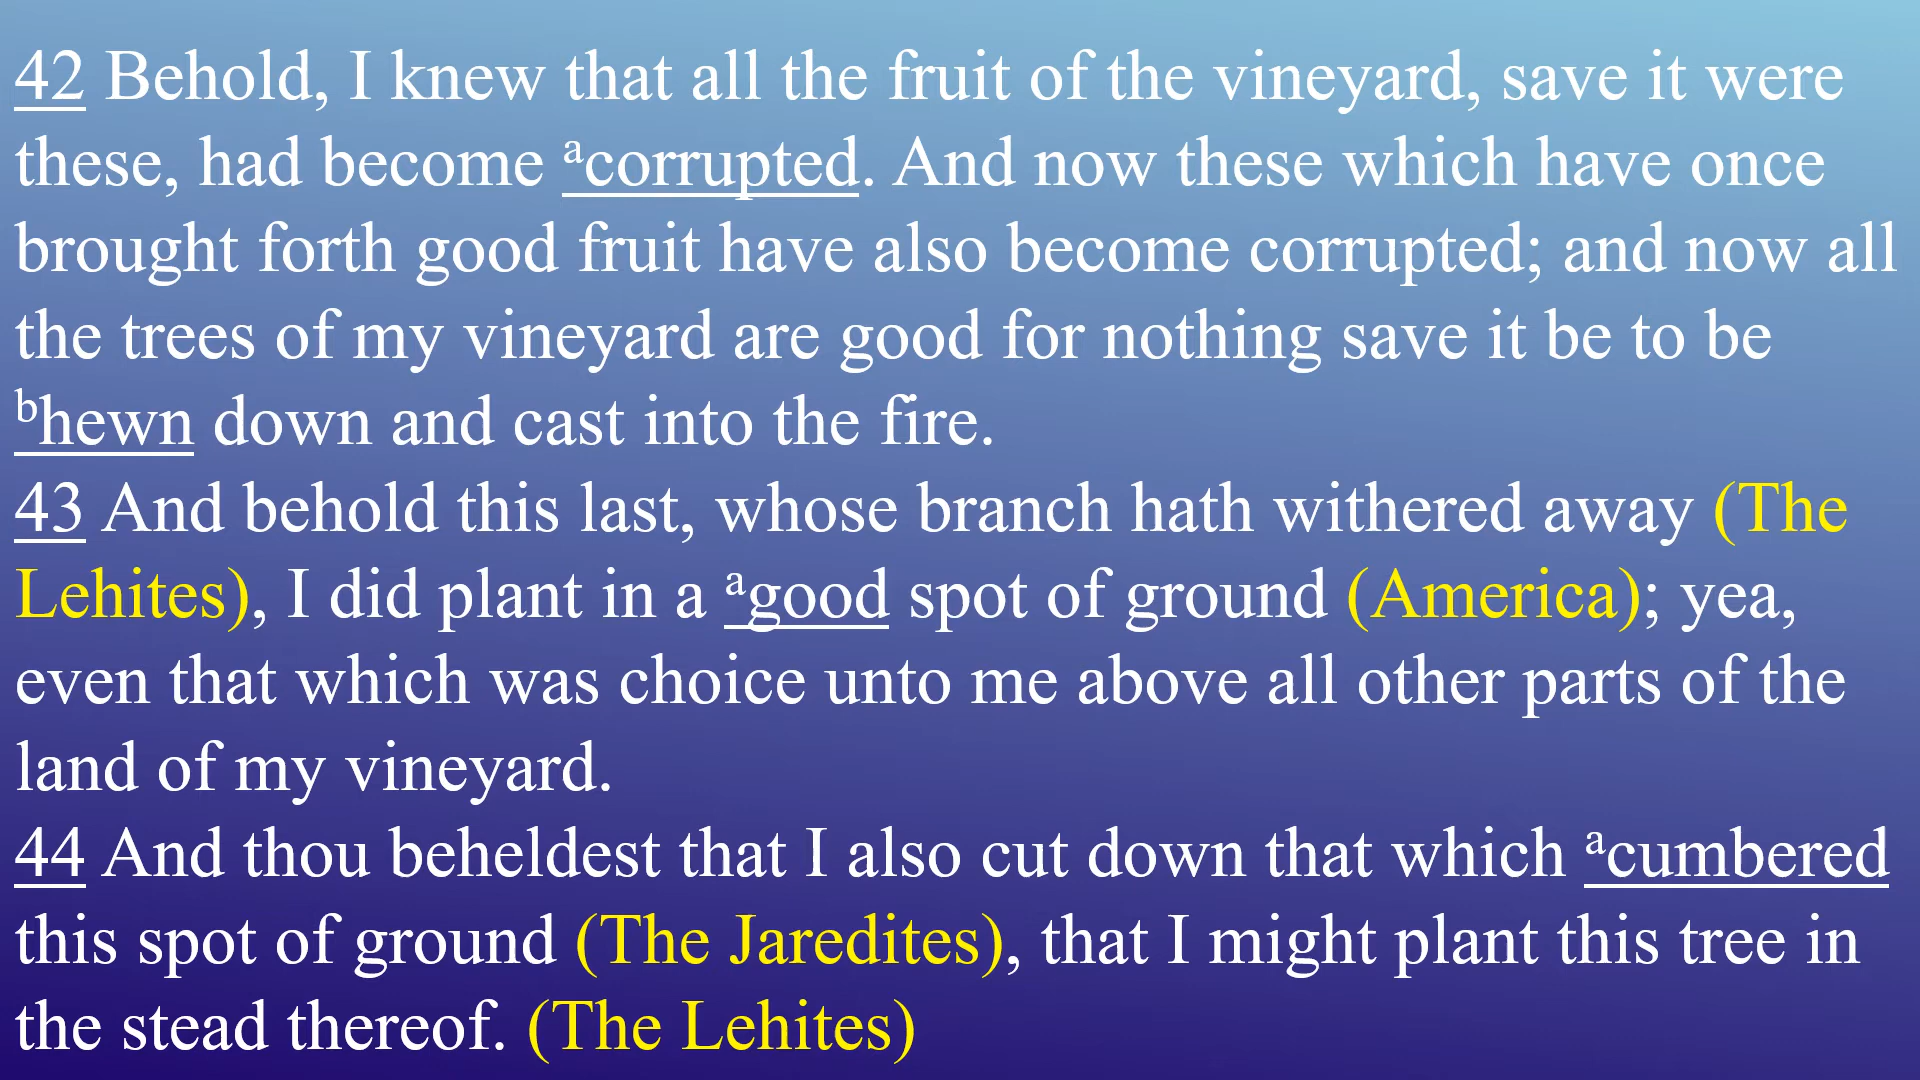 42 Behold, I knew that all the fruit of the vineyard, save it were
these, had become acorrupted. And now these which have once
brought forth good fruit have also become corrupted; and now all
the trees of my vineyard are good for nothing save it be to be
bhewn down and cast into the fire.
43 And behold this last, whose branch hath withered away (The
Lehites), I did plant in a agood spot of ground (America); yea,
even that which was choice unto me above all other parts of the
land of my vineyard.
44 And thou beheldest that I also cut down that which acumbered
this spot of ground (The Jaredites), that I might plant this tree in
the stead thereof. (The Lehites)